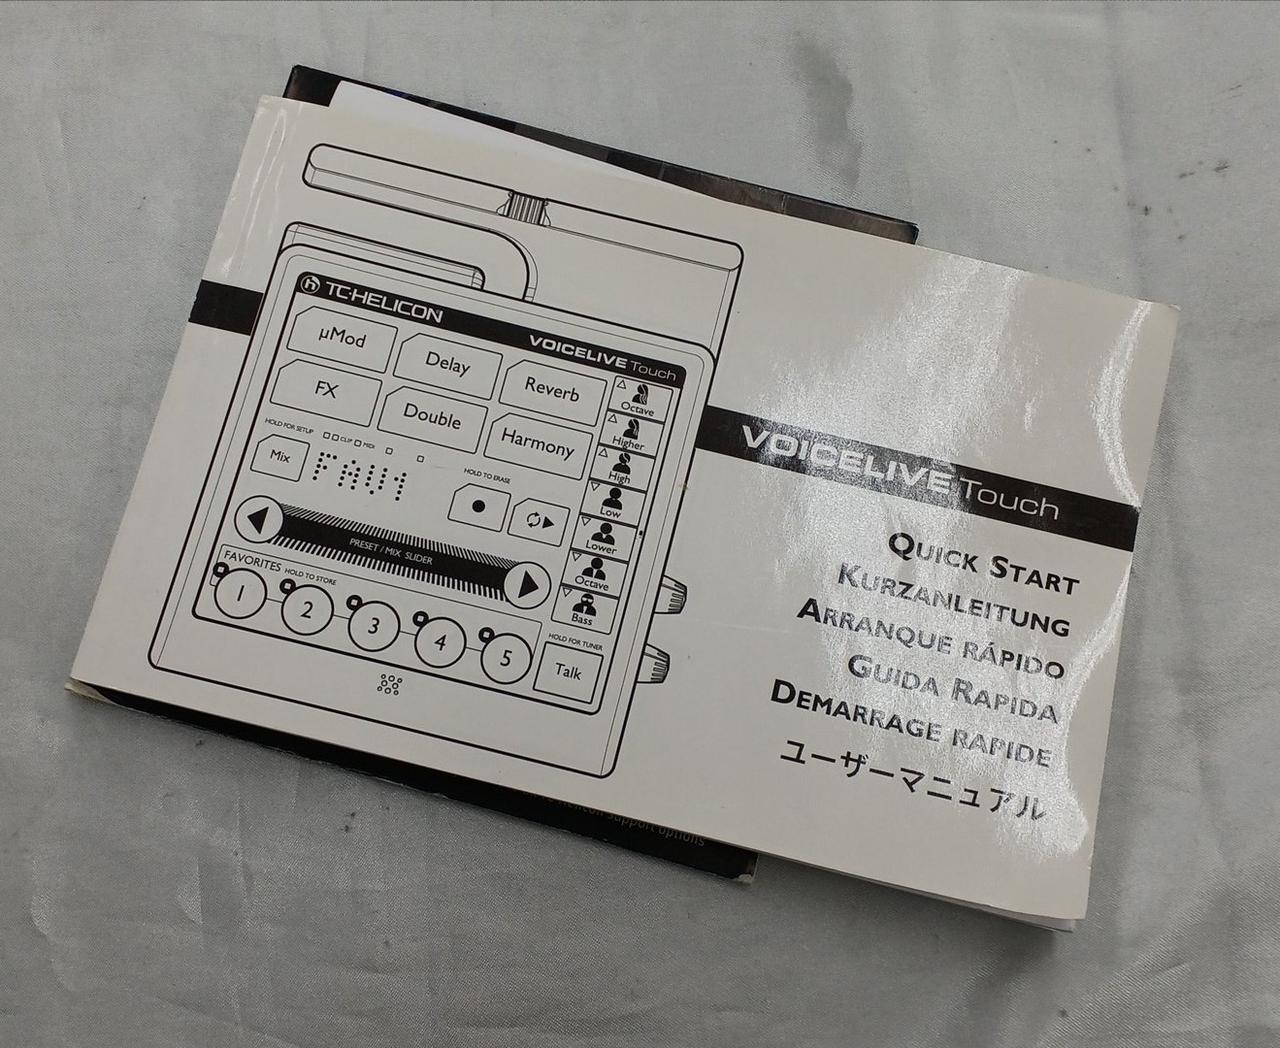 TC·HELICON
VOICELIVE Touch
µMod
Delay
Reverb
FX
Double
Harmony
Octave
Higher
High
Low
Lower
Octave
Bass
HOLD FOR SETUP
CLIP
MIDI
Mix
FAV1
HOLD TO ERASE
PRESET / MIX SLIDER
FAVORITES HOLD TO STORE
1 2 3 4 5
HOLD FOR TUNER
Talk
VOICELIVE Touch
QUICK START
KURZANLEITUNG
ARRANQUE RÁPIDO
GUIDA RAPIDA
DEMARRAGE RAPIDE
ユーザーマニュアル
Helicon support options